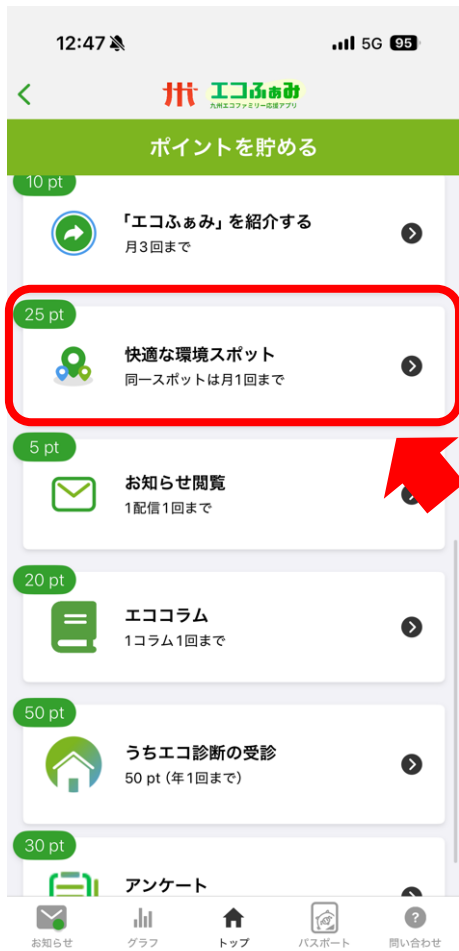 12:47
5G 95
エコふぁみ
九州エコファミリー応援アプリ
ポイントを貯める
10 pt
「エコふぁみ」を紹介する
月3回まで
25 pt
快適な環境スポット
同一スポットは月1回まで
5 pt
お知らせ閲覧
1配信1回まで
20 pt
エココラム
1コラム1回まで
50 pt
うちエコ診断の受診
50 pt (年1回まで)
30 pt
アンケート
お知らせ
グラフ
トップ
パスポート
問い合わせ